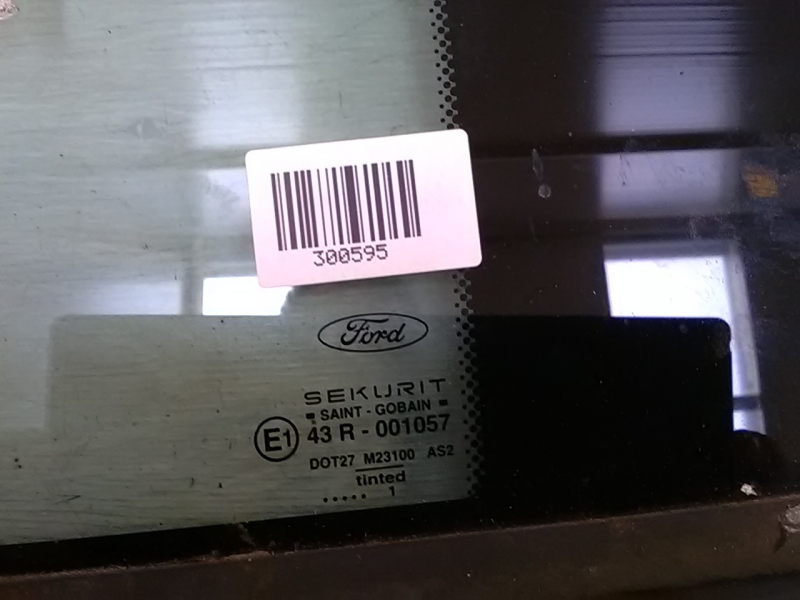 300595
Ford
SEKURIT
SAINT - GOBAIN
E1 43 R - 001057
DOT27 M23100 AS2
tinted
..... 1